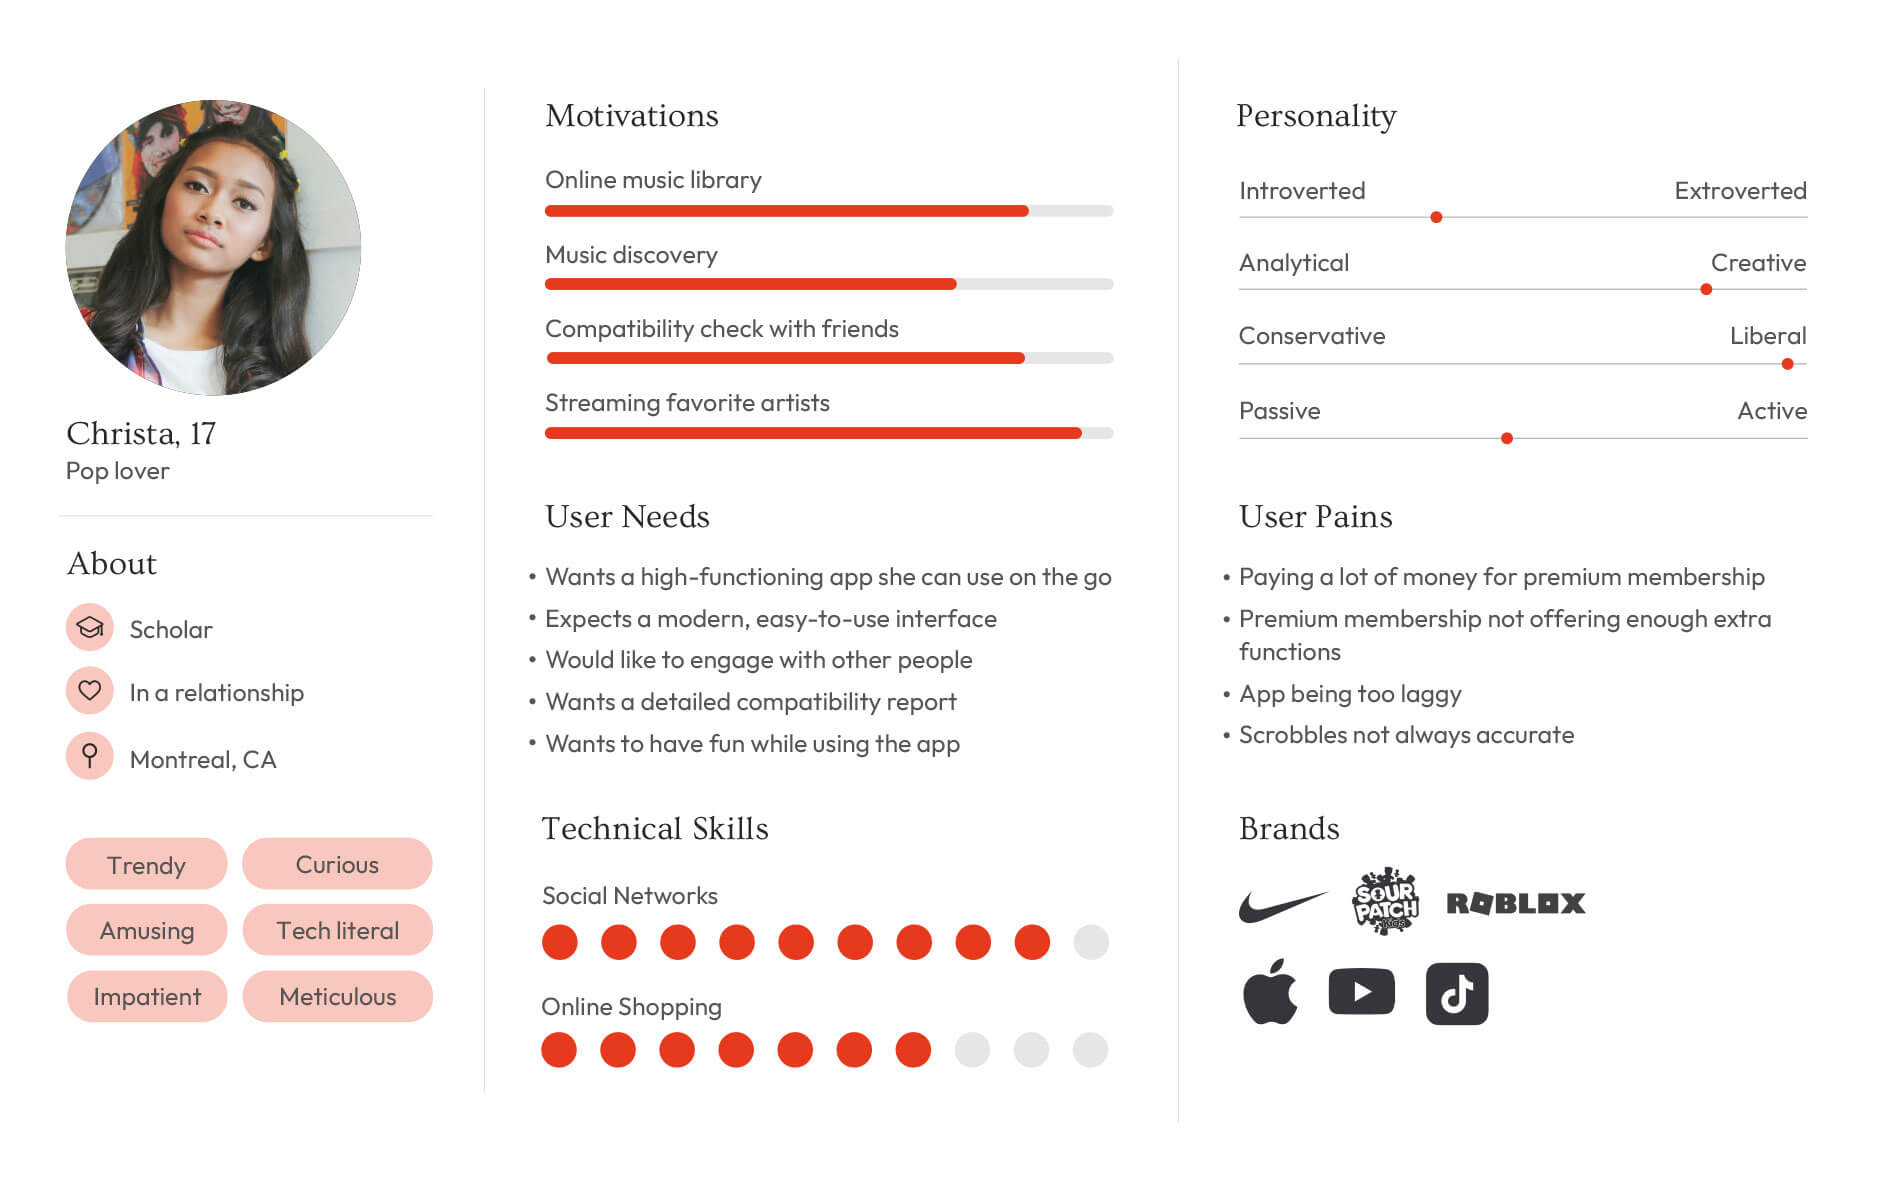 Christa, 17
Pop lover
About
Scholar
In a relationship
Montreal, CA
Trendy
Curious
Amusing
Tech literal
Impatient
Meticulous
Motivations
Online music library
Music discovery
Compatibility check with friends
Streaming favorite artists
User Needs
• Wants a high-functioning app she can use on the go
• Expects a modern, easy-to-use interface
• Would like to engage with other people
• Wants a detailed compatibility report
• Wants to have fun while using the app
Technical Skills
Social Networks
Online Shopping
Personality
Introverted
Extroverted
Analytical
Creative
Conservative
Liberal
Passive
Active
User Pains
• Paying a lot of money for premium membership
• Premium membership not offering enough extra
functions
• App being too laggy
• Scrobbles not always accurate
Brands
SOUR
PATCH
KIDS
ROBLOX